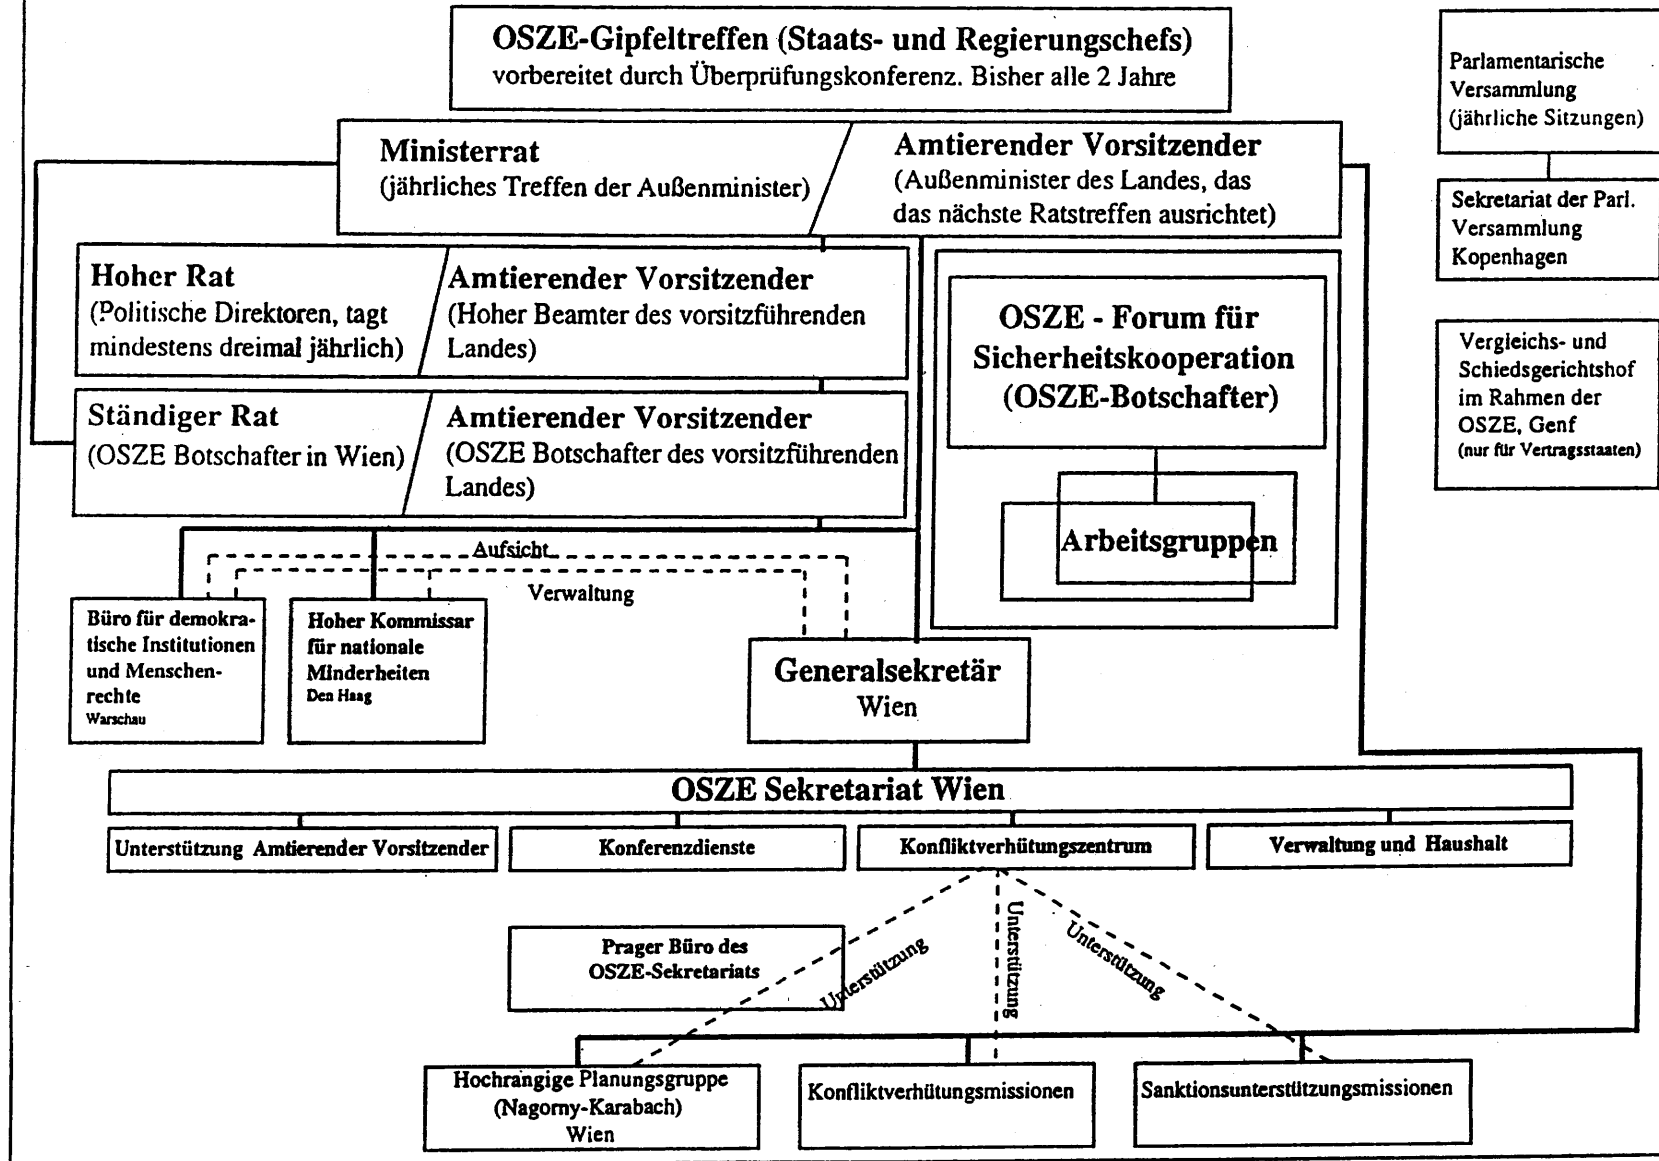 OSZE-Gipfeltreffen (Staats- und Regierungschefs)
vorbereitet durch Überprüfungskonferenz. Bisher alle 2 Jahre
Parlamentarische
Versammlung
(jährliche Sitzungen)
Ministerrat
(jährliches Treffen der Außenminister)
Amtierender Vorsitzender
(Außenminister des Landes, das
das nächste Ratstreffen ausrichtet)
Sekretariat der Parl.
Versammlung
Kopenhagen
Hoher Rat
(Politische Direktoren, tagt
mindestens dreimal jährlich)
Amtierender Vorsitzender
(Hoher Beamter des vorsitzführenden
Landes)
OSZE - Forum für
Sicherheitskooperation
(OSZE-Botschafter)
Vergleichs- und
Schiedsgerichtshof
im Rahmen der
OSZE, Genf
(nur für Vertragsstaaten)
Ständiger Rat
(OSZE Botschafter in Wien)
Amtierender Vorsitzender
(OSZE Botschafter des vorsitzführenden
Landes)
Arbeitsgruppen
Aufsicht
Verwaltung
Büro für demokra-
tische Institutionen
und Menschen-
rechte
Warschau
Hoher Kommissar
für nationale
Minderheiten
Den Haag
Generalsekretär
Wien
OSZE Sekretariat Wien
Unterstützung Amtierender Vorsitzender
Konferenzdienste
Konfliktverhütungszentrum
Verwaltung und Haushalt
Prager Büro des
OSZE-Sekretariats
Unterstützung
Unterstützung
Unterstützung
Hochrangige Planungsgruppe
(Nagorny-Karabach)
Wien
Konfliktverhütungsmissionen
Sanktionsunterstützungsmissionen